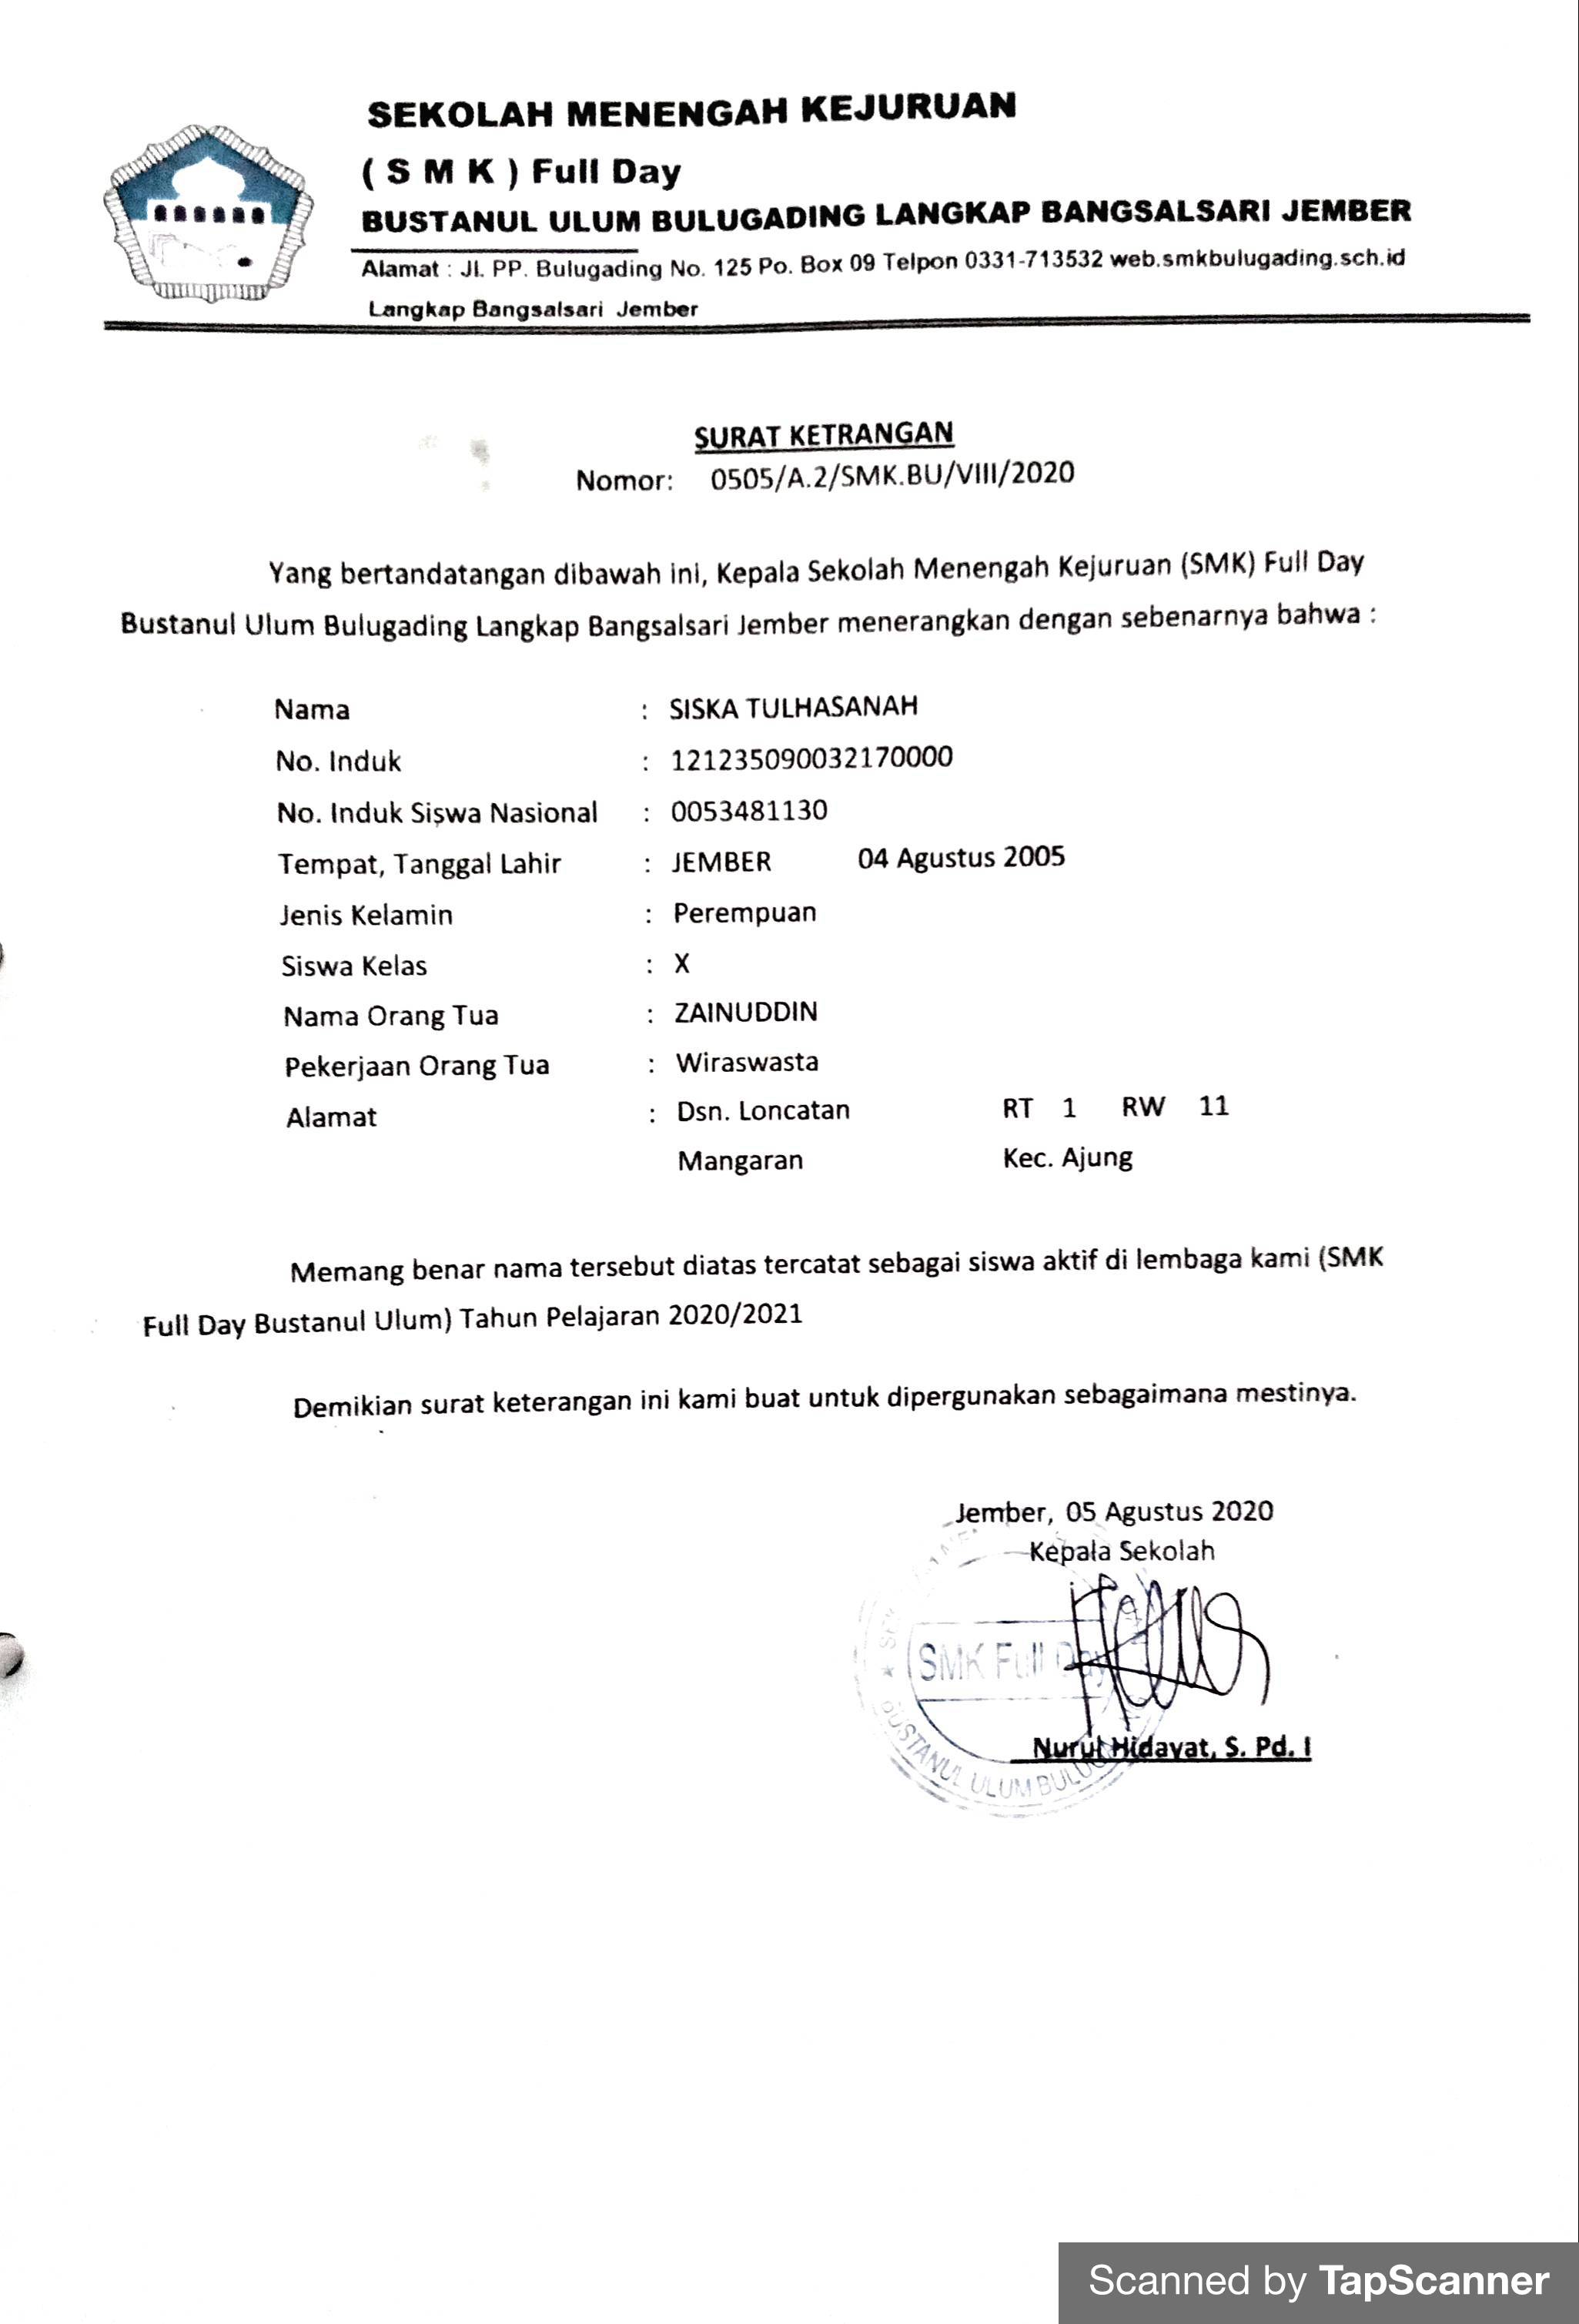 SEKOLAH MENENGAH KEJURUAN
( S M K ) Full Day
BUSTANUL ULUM BULUGADING LANGKAP BANGSALSARI JEMBER
Alamat : Jl. PP. Bulugading No. 125 Po. Box 09 Telpon 0331-713532 web.smkbulugading.sch.id
Langkap Bangsalsari Jember
SURAT KETRANGAN
Nomor: 0505/A.2/SMK.BU/VIII/2020
Yang bertandatangan dibawah ini, Kepala Sekolah Menengah Kejuruan (SMK) Full Day
Bustanul Ulum Bulugading Langkap Bangsalsari Jember menerangkan dengan sebenarnya bahwa :
Nama : SISKA TULHASANAH
No. Induk : 121235090032170000
No. Induk Siswa Nasional : 0053481130
Tempat, Tanggal Lahir : JEMBER 04 Agustus 2005
Jenis Kelamin : Perempuan
Siswa Kelas : X
Nama Orang Tua : ZAINUDDIN
Pekerjaan Orang Tua : Wiraswasta
Alamat : Dsn. Loncatan RT 1 RW 11
Mangaran Kec. Ajung
Memang benar nama tersebut diatas tercatat sebagai siswa aktif di lembaga kami (SMK
Full Day Bustanul Ulum) Tahun Pelajaran 2020/2021
Demikian surat keterangan ini kami buat untuk dipergunakan sebagaimana mestinya.
Jember, 05 Agustus 2020
Kepala Sekolah
SMK Full Day
BUSTANUL ULUM
Nurul Hidayat, S. Pd. I
Scanned by TapScanner